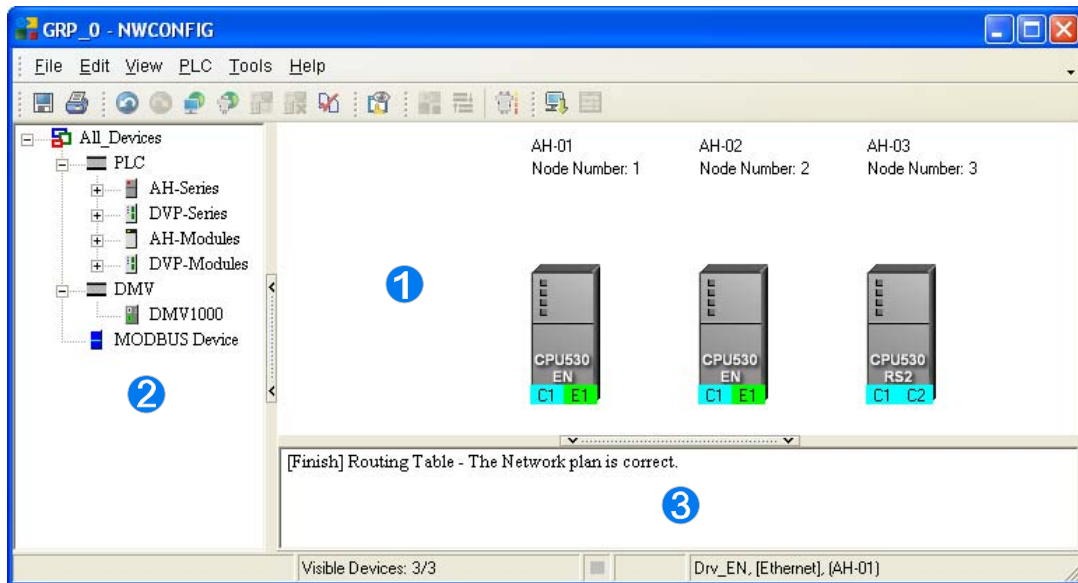 GRP_0 - NWCONFIG
File Edit View PLC Tools Help
All_Devices
PLC
AH-Series
DVP-Series
AH-Modules
DVP-Modules
DMV
DMV1000
MODBUS Device
2
AH-01 AH-02 AH-03
Node Number: 1 Node Number: 2 Node Number: 3
1
CPU530 CPU530 CPU530
EN EN RS2
C1 E1 C1 E1 C1 C2
[Finish] Routing Table - The Network plan is correct.
3
Visible Devices: 3/3 Drv_EN, [Ethernet], (AH-01)